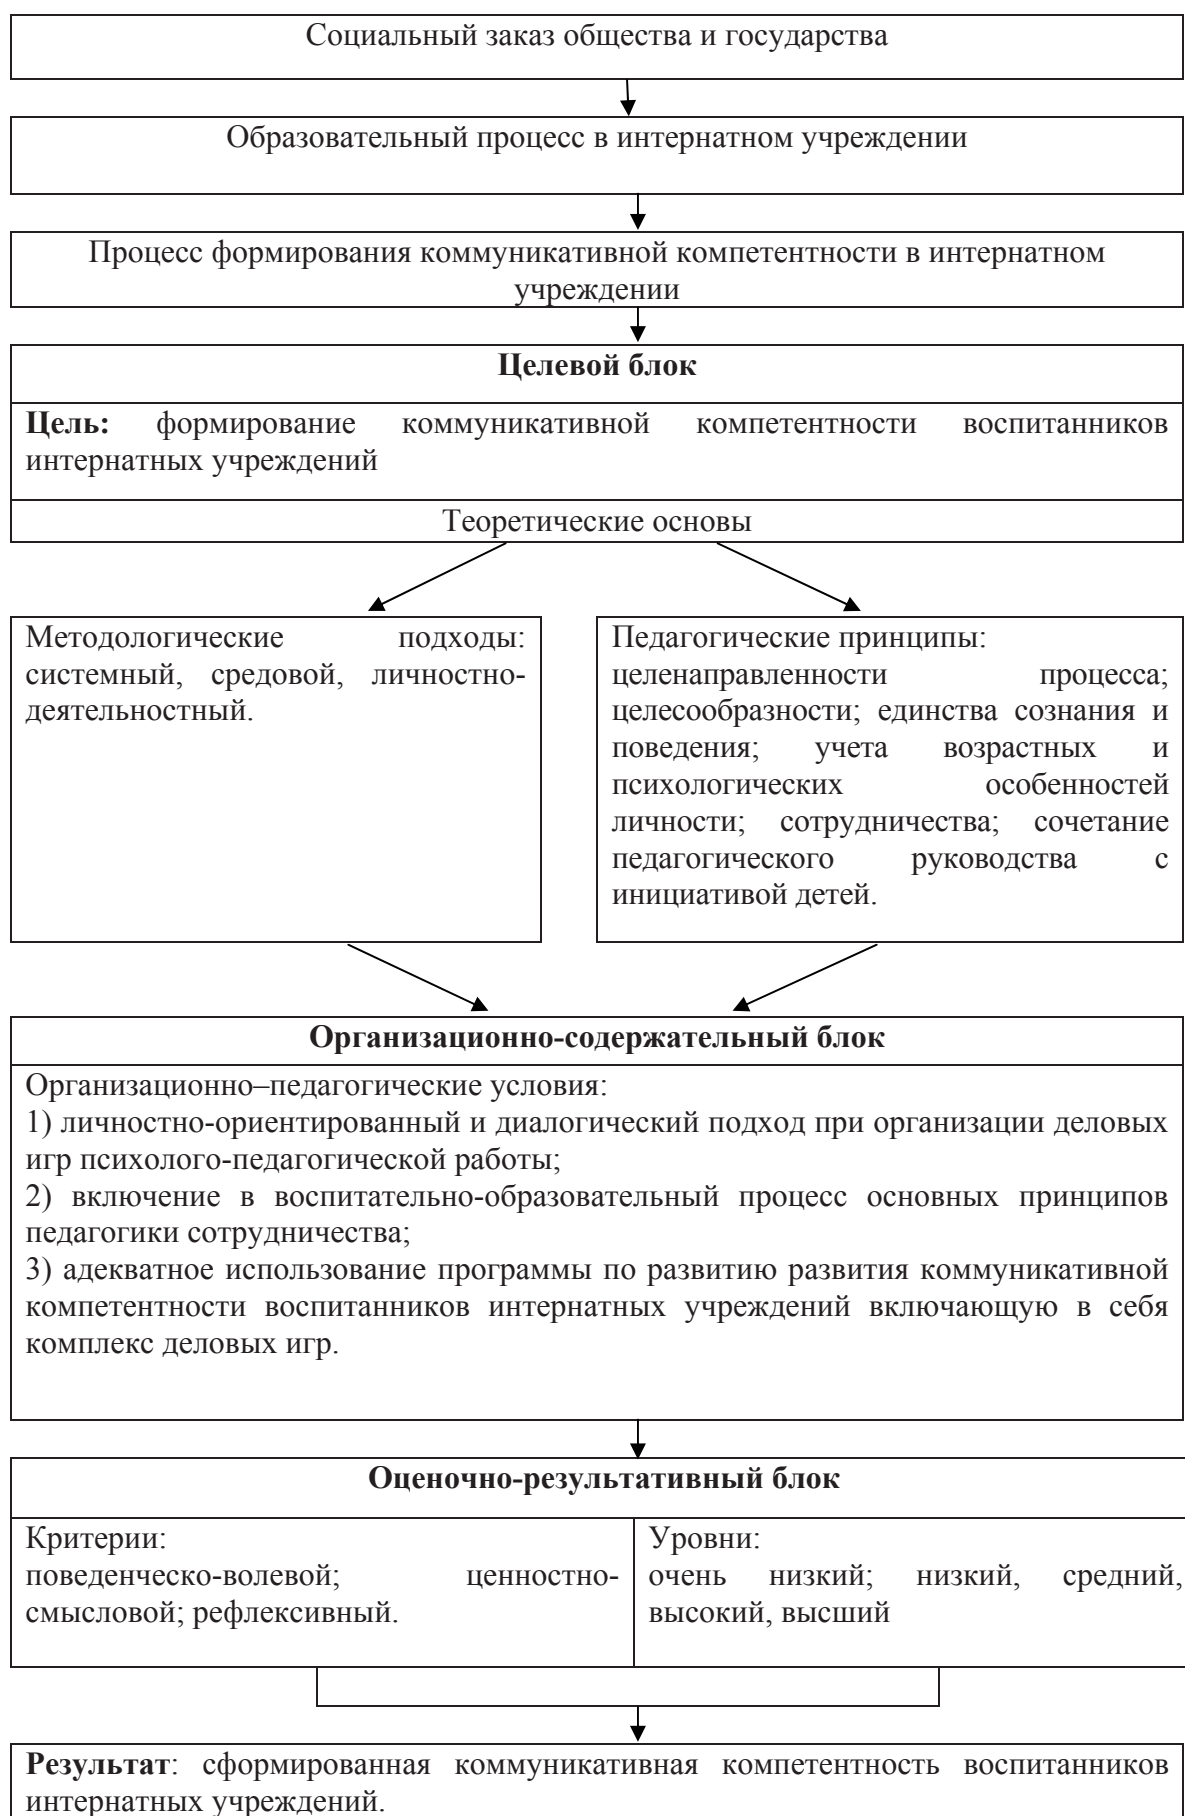 Социальный заказ общества и государства
Образовательный процесс в интернатном учреждении
Процесс формирования коммуникативной компетентности в интернатном
учреждении
Целевой блок
Цель: формирование коммуникативной компетентности воспитанников
интернатных учреждений
Теоретические основы
Методологические подходы:
системный, средовой, личностно-
деятельностный.
Педагогические принципы:
целенаправленности процесса;
целесообразности; единства сознания и
поведения; учета возрастных и
психологических особенностей
личности; сотрудничества; сочетание
педагогического руководства с
инициативой детей.
Организационно-содержательный блок
Организационно–педагогические условия:
1) личностно-ориентированный и диалогический подход при организации деловых
игр психолого-педагогической работы;
2) включение в воспитательно-образовательный процесс основных принципов
педагогики сотрудничества;
3) адекватное использование программы по развитию развития коммуникативной
компетентности воспитанников интернатных учреждений включающую в себя
комплекс деловых игр.
Оценочно-результативный блок
Критерии:
поведенческо-волевой; ценностно-
смысловой; рефлексивный.
Уровни:
очень низкий; низкий, средний,
высокий, высший
Результат: сформированная коммуникативная компетентность воспитанников
интернатных учреждений.